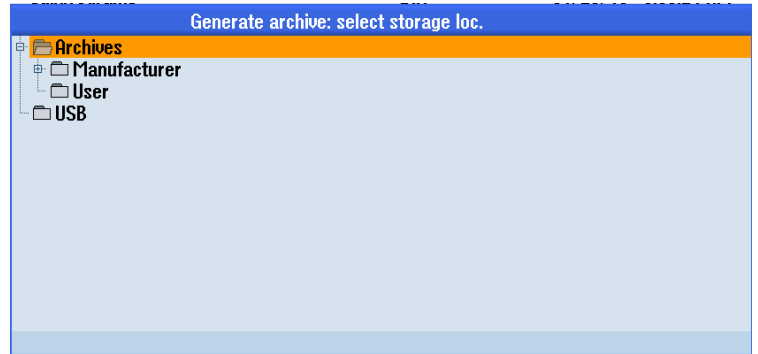 Generate archive: select storage loc.
Archives
Manufacturer
User
USB